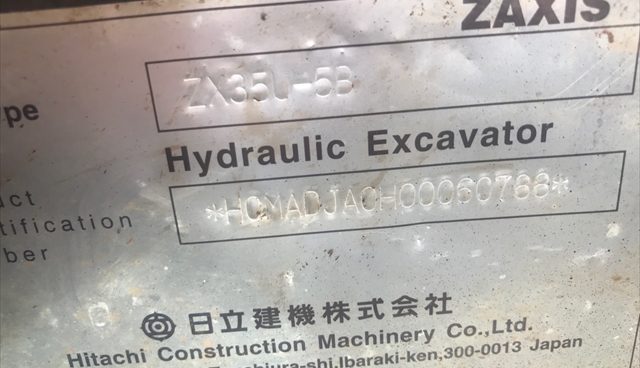 ZAXIS
pe
ZX35U-5B
Hydraulic Excavator
uct
tification
ber
*HCMADJACH00060788*
日立建機株式会社
Hitachi Construction Machinery Co.,Ltd.
Ibaraki-ken,300-0013 Japan